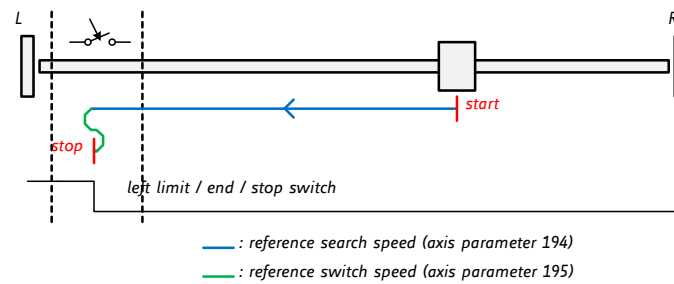 L
R
start
stop
left limit / end / stop switch
: reference search speed (axis parameter 194)
: reference switch speed (axis parameter 195)